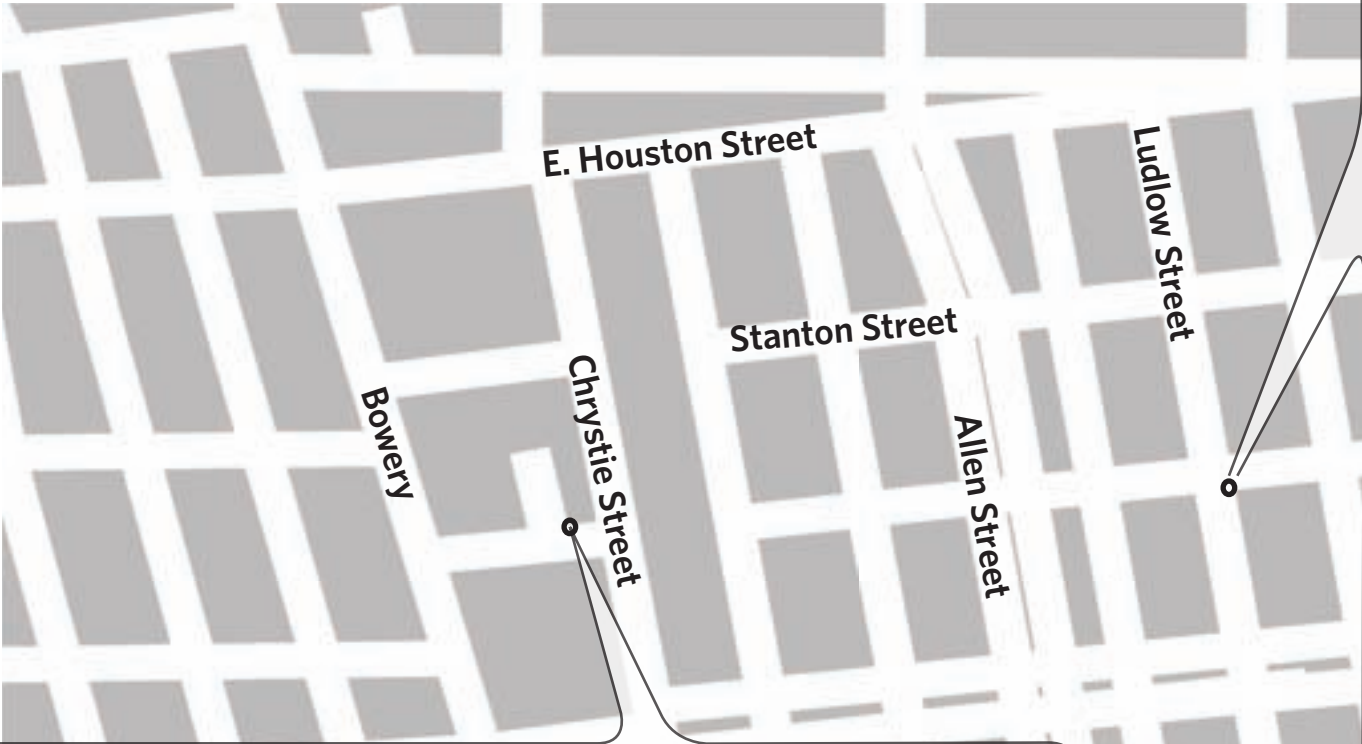 E. Houston Street
Ludlow Street
Stanton Street
Chrystie Street
Bowery
Allen Street